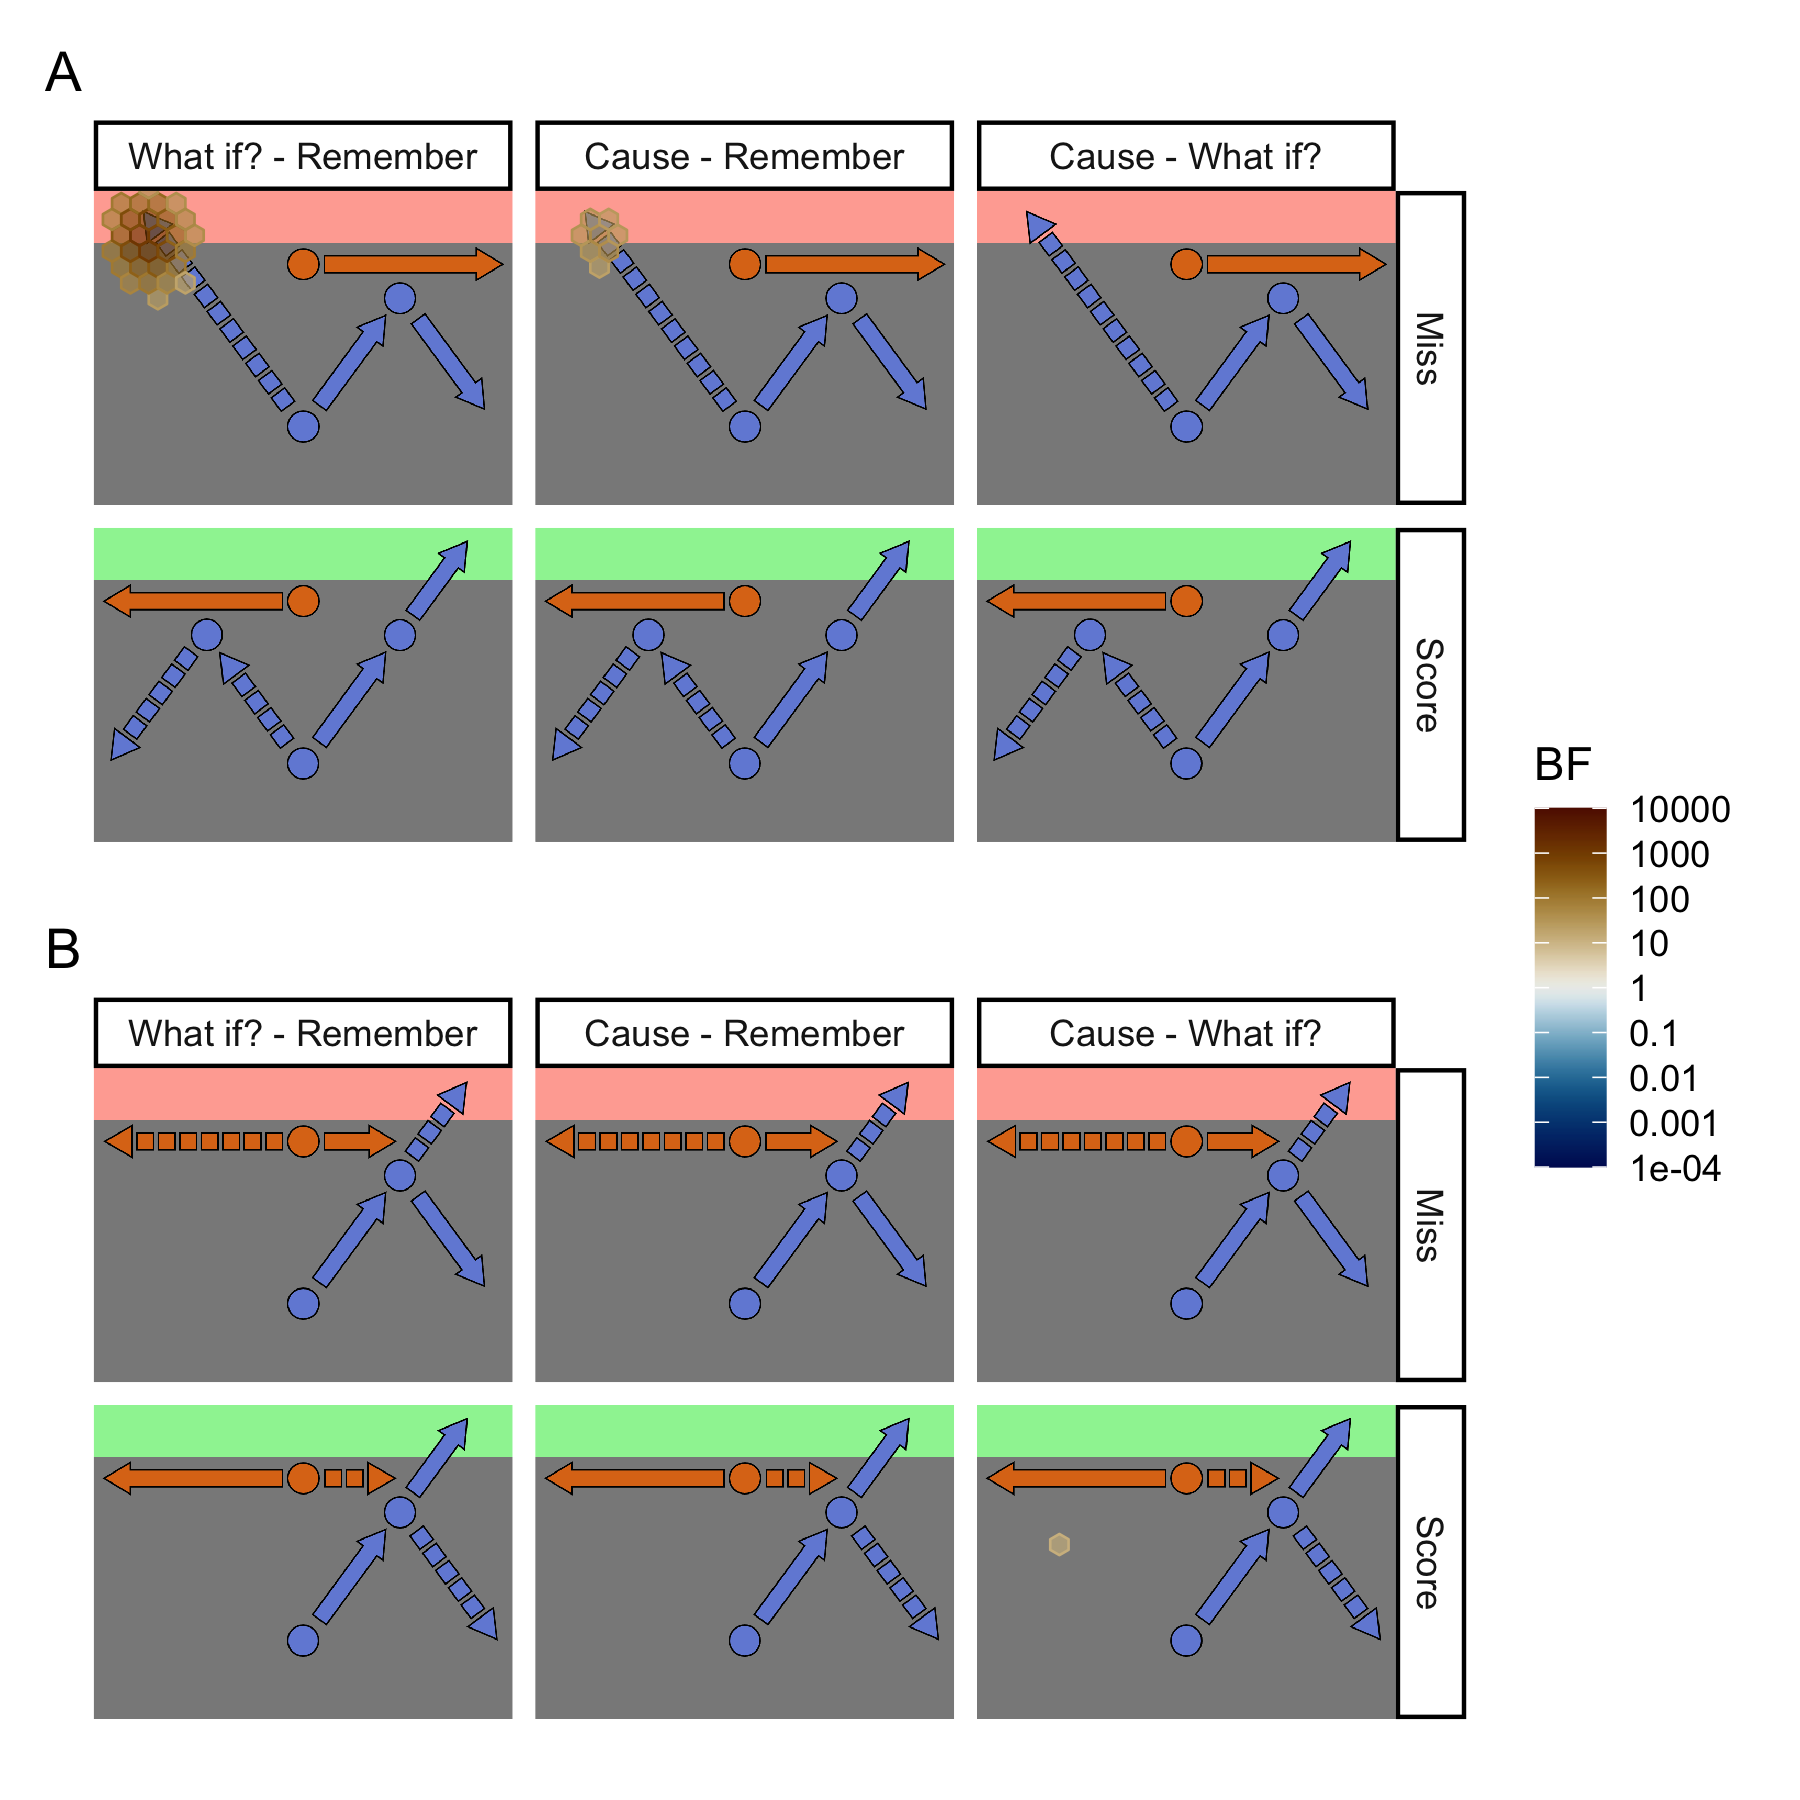 A
What if? - Remember
Cause - Remember
Cause - What if?
Miss
Score
BF
10000
1000
100
10
1
0.1
0.01
0.001
1e-04
B
What if? - Remember
Cause - Remember
Cause - What if?
Miss
Score